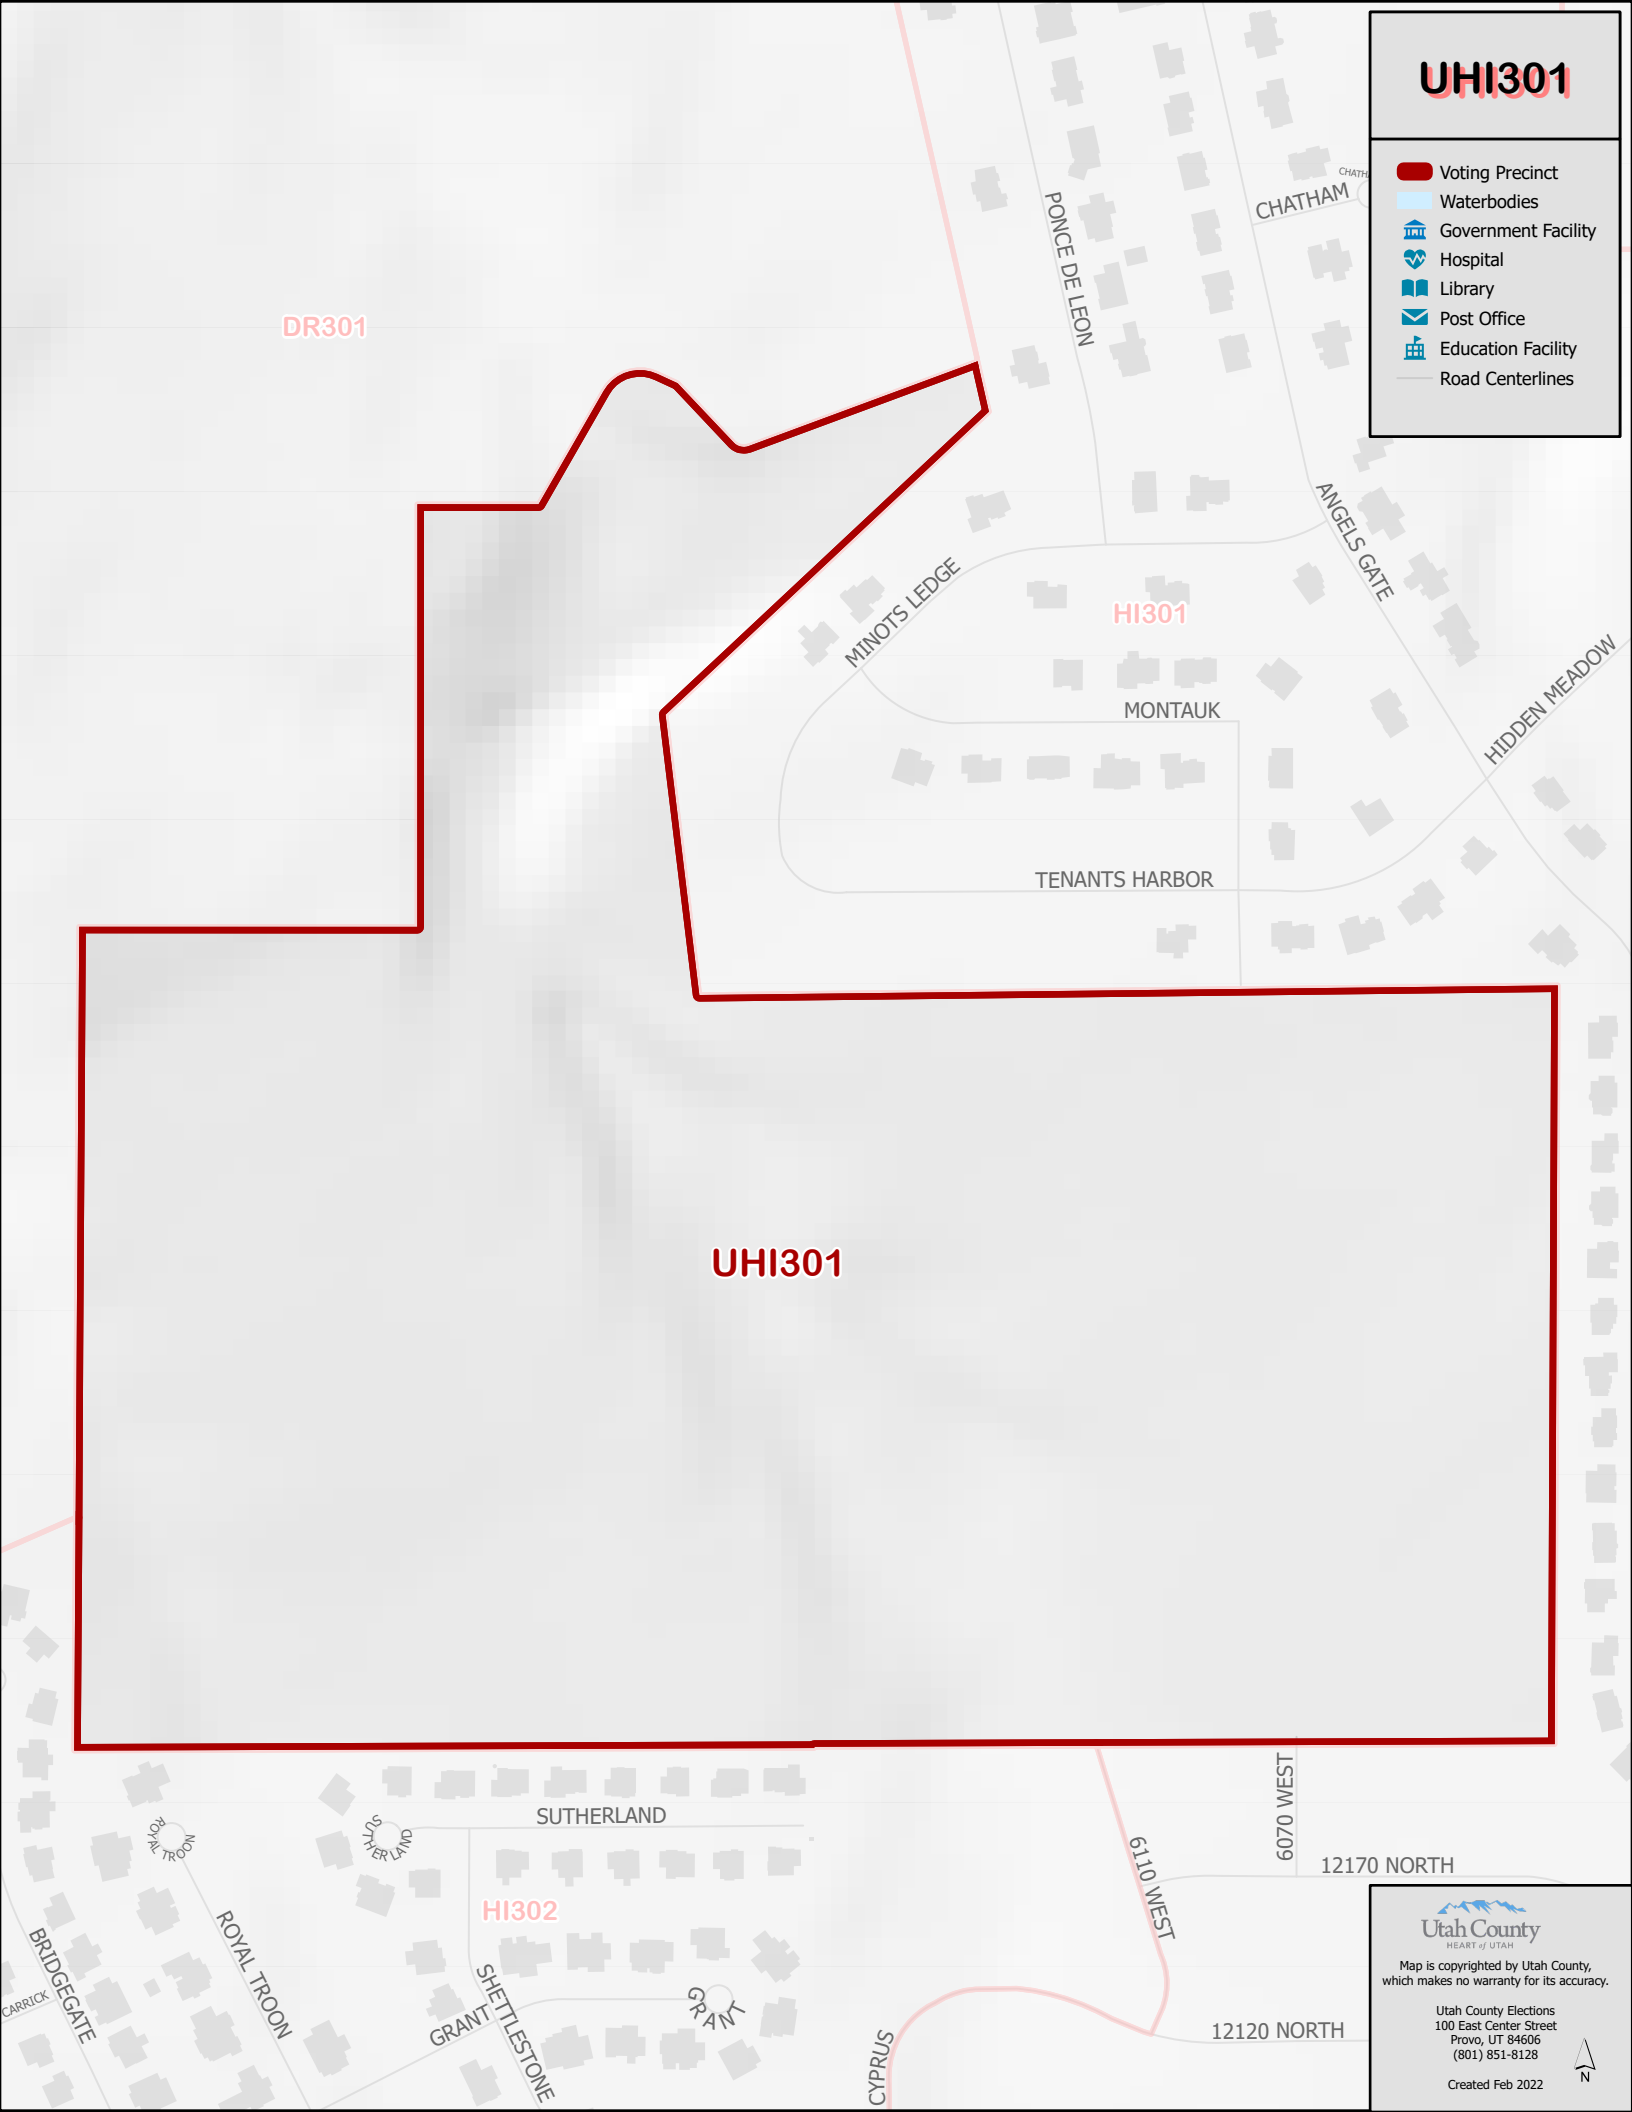 UHI301
Voting Precinct
Waterbodies
Government Facility
Hospital
Library
Post Office
Education Facility
Road Centerlines
CHATHAM
PONCE DE LEON
DR301
ANGELS GATE
MINOTS LEDGE
HI301
HIDDEN MEADOW
MONTAUK
TENANTS HARBOR
UHI301
SUTHERLAND
SUTHERLAND
ROYAL TROON
6070 WEST
6110 WEST
12170 NORTH
HI302
ROYAL TROON
BRIDGEGATE
CARRICK
SHETTLESTONE
GRANT
GRANT
CYPRUS
12120 NORTH
Utah County
HEART of UTAH
Map is copyrighted by Utah County,
which makes no warranty for its accuracy.
Utah County Elections
100 East Center Street
Provo, UT 84606
(801) 851-8128
Created Feb 2022
N